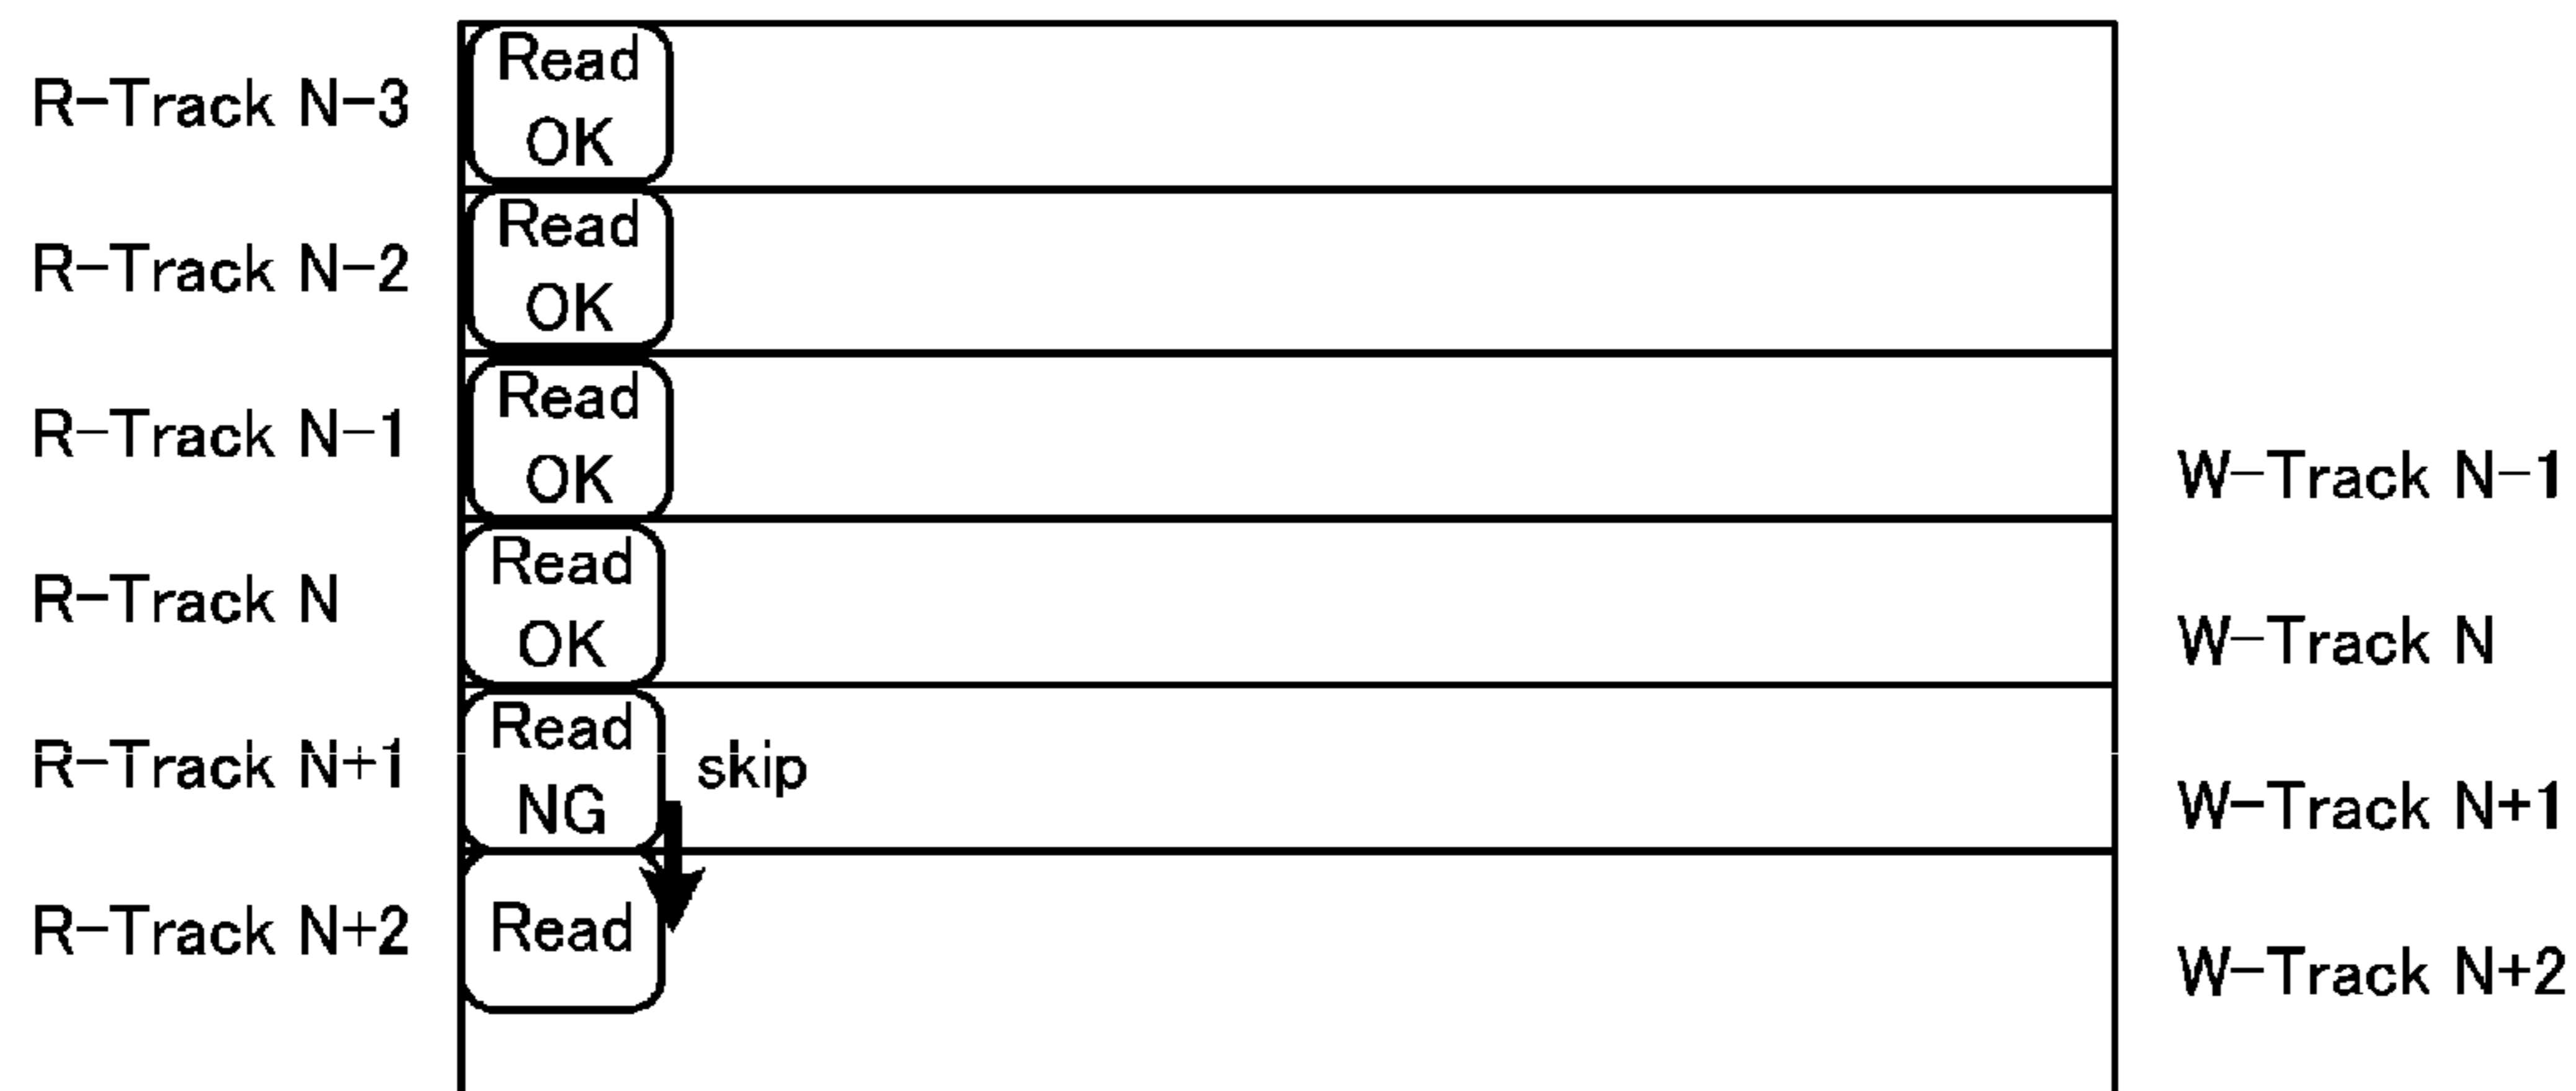 R-Track N-3
Read
OK
R-Track N-2
Read
OK
R-Track N-1
Read
OK
W-Track N-1
R-Track N
Read
OK
W-Track N
R-Track N+1
Read
NG
skip
W-Track N+1
R-Track N+2
Read
W-Track N+2